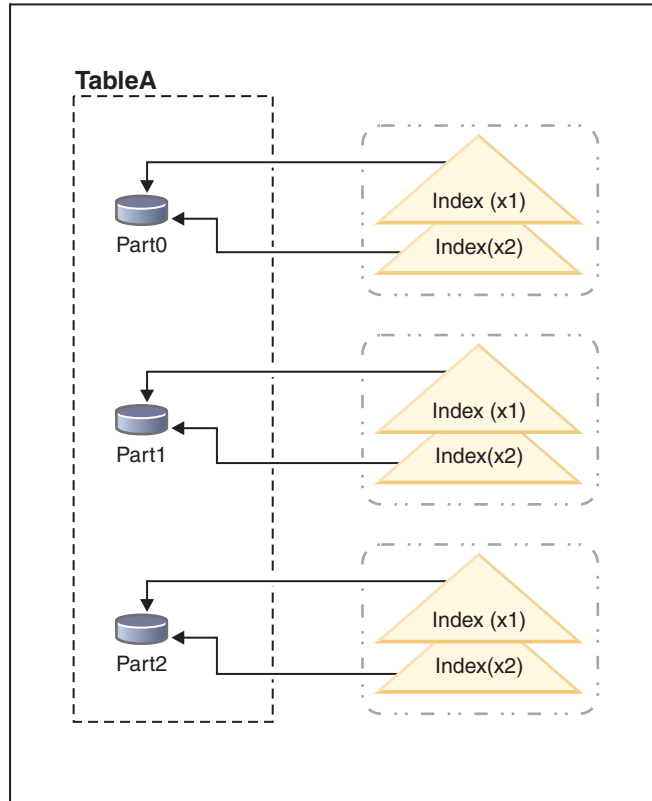 TableA
Index (x1)
Part0
Index(x2)
Index (x1)
Part1
Index(x2)
Index (x1)
Part2
Index(x2)